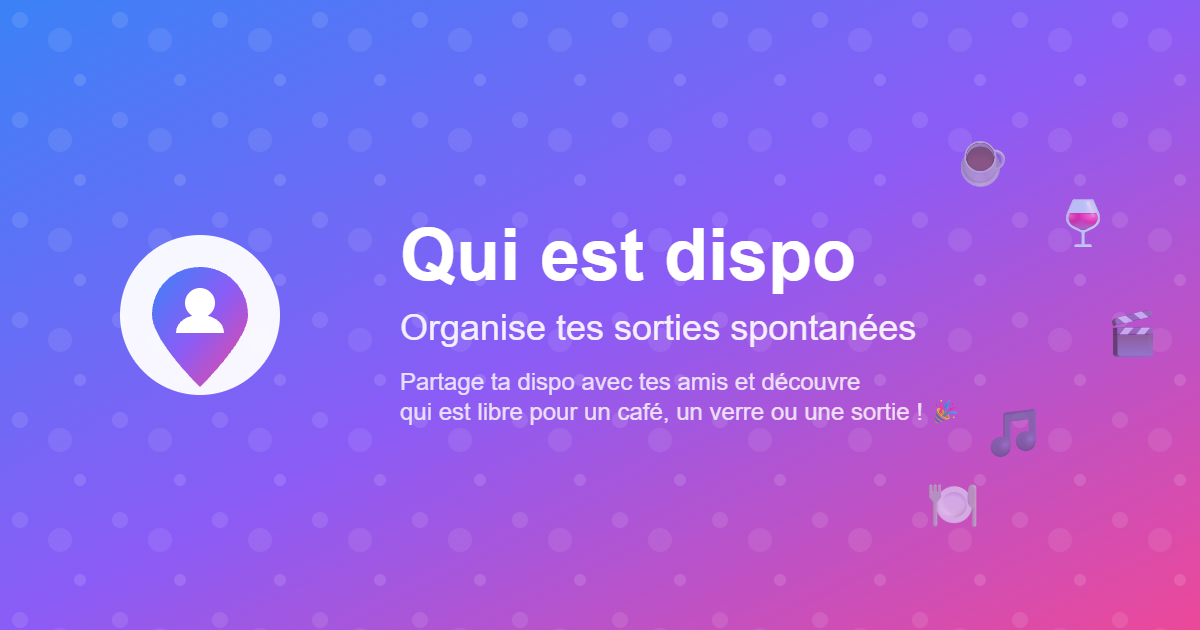 Qui est dispo
Organise tes sorties spontanées
Partage ta dispo avec tes amis et découvre
qui est libre pour un café, un verre ou une sortie ! 🎉